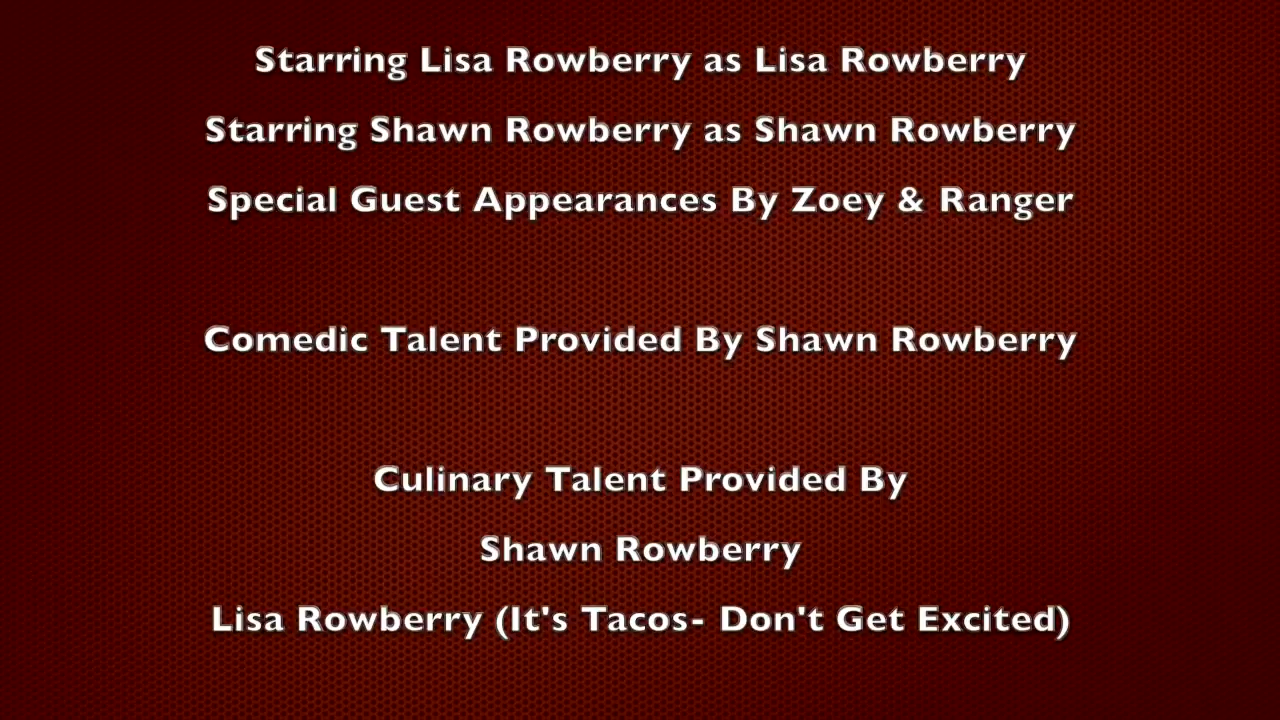 Starring Lisa Rowberry as Lisa Rowberry
Starring Shawn Rowberry as Shawn Rowberry
Special Guest Appearances By Zoey & Ranger
Comedic Talent Provided By Shawn Rowberry
Culinary Talent Provided By
Shawn Rowberry
Lisa Rowberry (It's Tacos- Don't Get Excited)